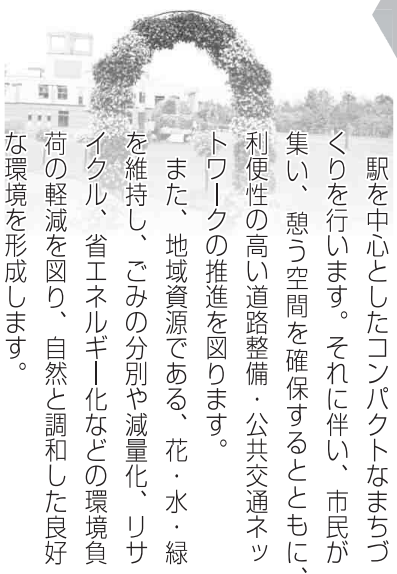 駅を中心としたコンパクトなまちづ
くりを行います。それに伴い、市民が
集い、憩う空間を確保するとともに、
利便性の高い道路整備・公共交通ネッ
トワークの推進を図ります。
また、地域資源である、花・水・緑
を維持し、ごみの分別や減量化、リサ
イクル、省エネルギー化などの環境負
荷の軽減を図り、自然と調和した良好
な環境を形成します。